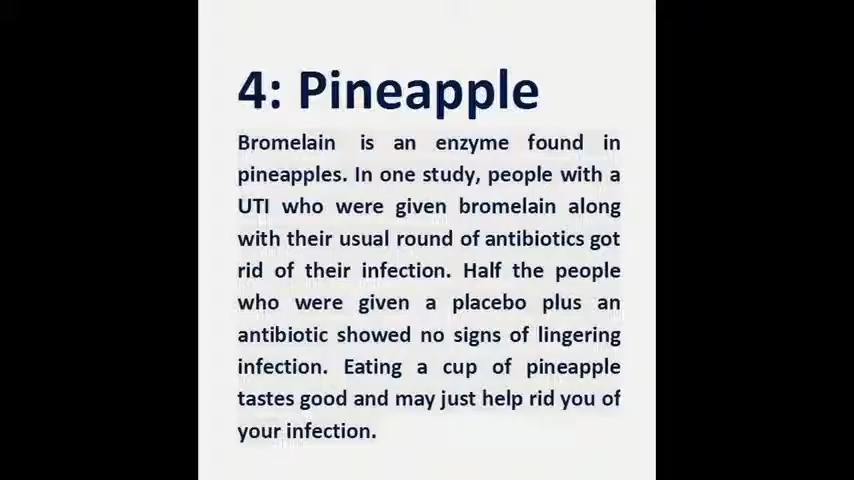 4: Pineapple
Bromelain is an enzyme found in
pineapples. In one study, people with a
UTI who were given bromelain along
with their usual round of antibiotics got
rid of their infection. Half the people
who were given a placebo plus an
antibiotic showed no signs of lingering
infection. Eating a cup of pineapple
tastes good and may just help rid you of
your infection.